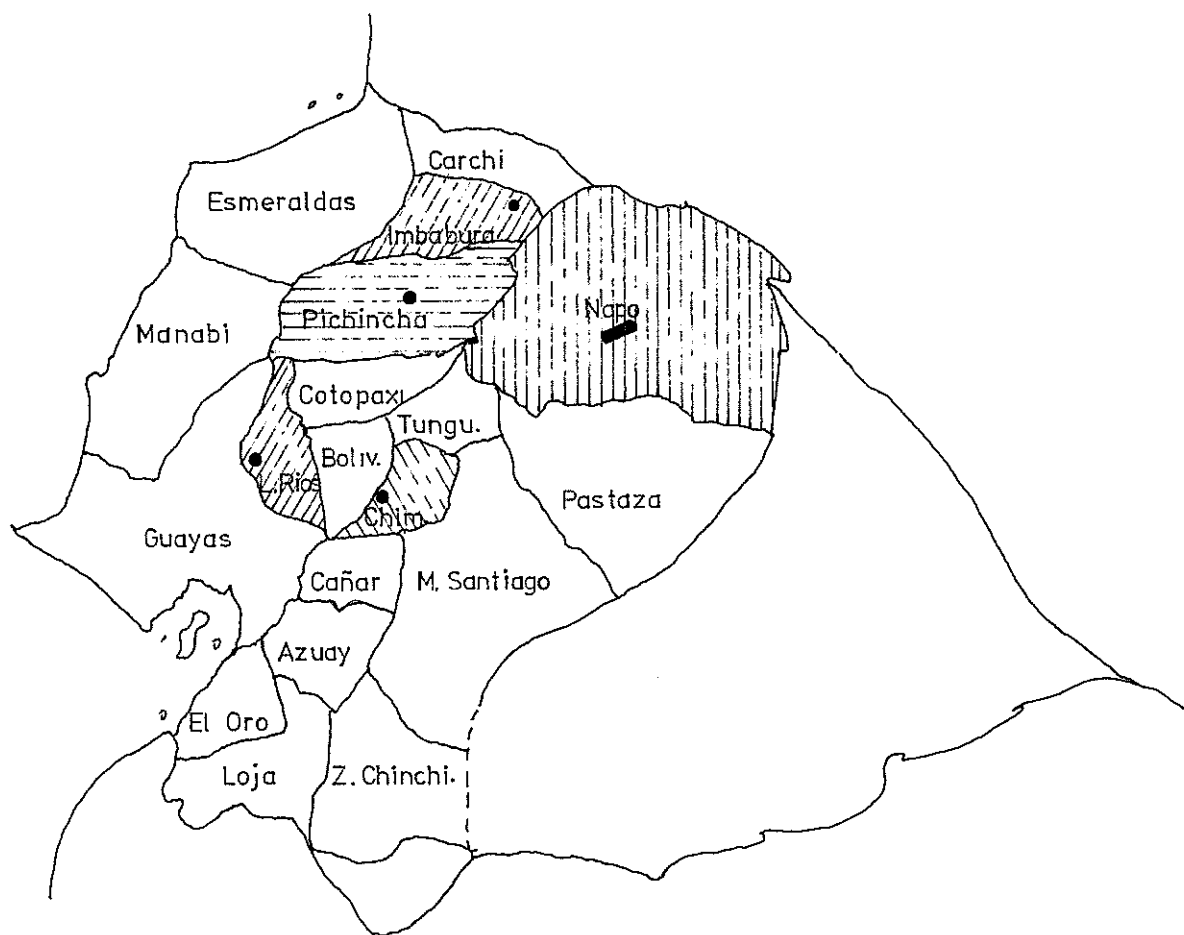 Carchi
Esmeraldas
Imbabura
Napo
Pichincha
Manabi
Cotopaxi
Tungu.
Boliv.
L.Rios
Pastaza
Chim
Guayas
Cañar
M. Santiago
Azuay
El Oro
Loja
Z. Chinchi.